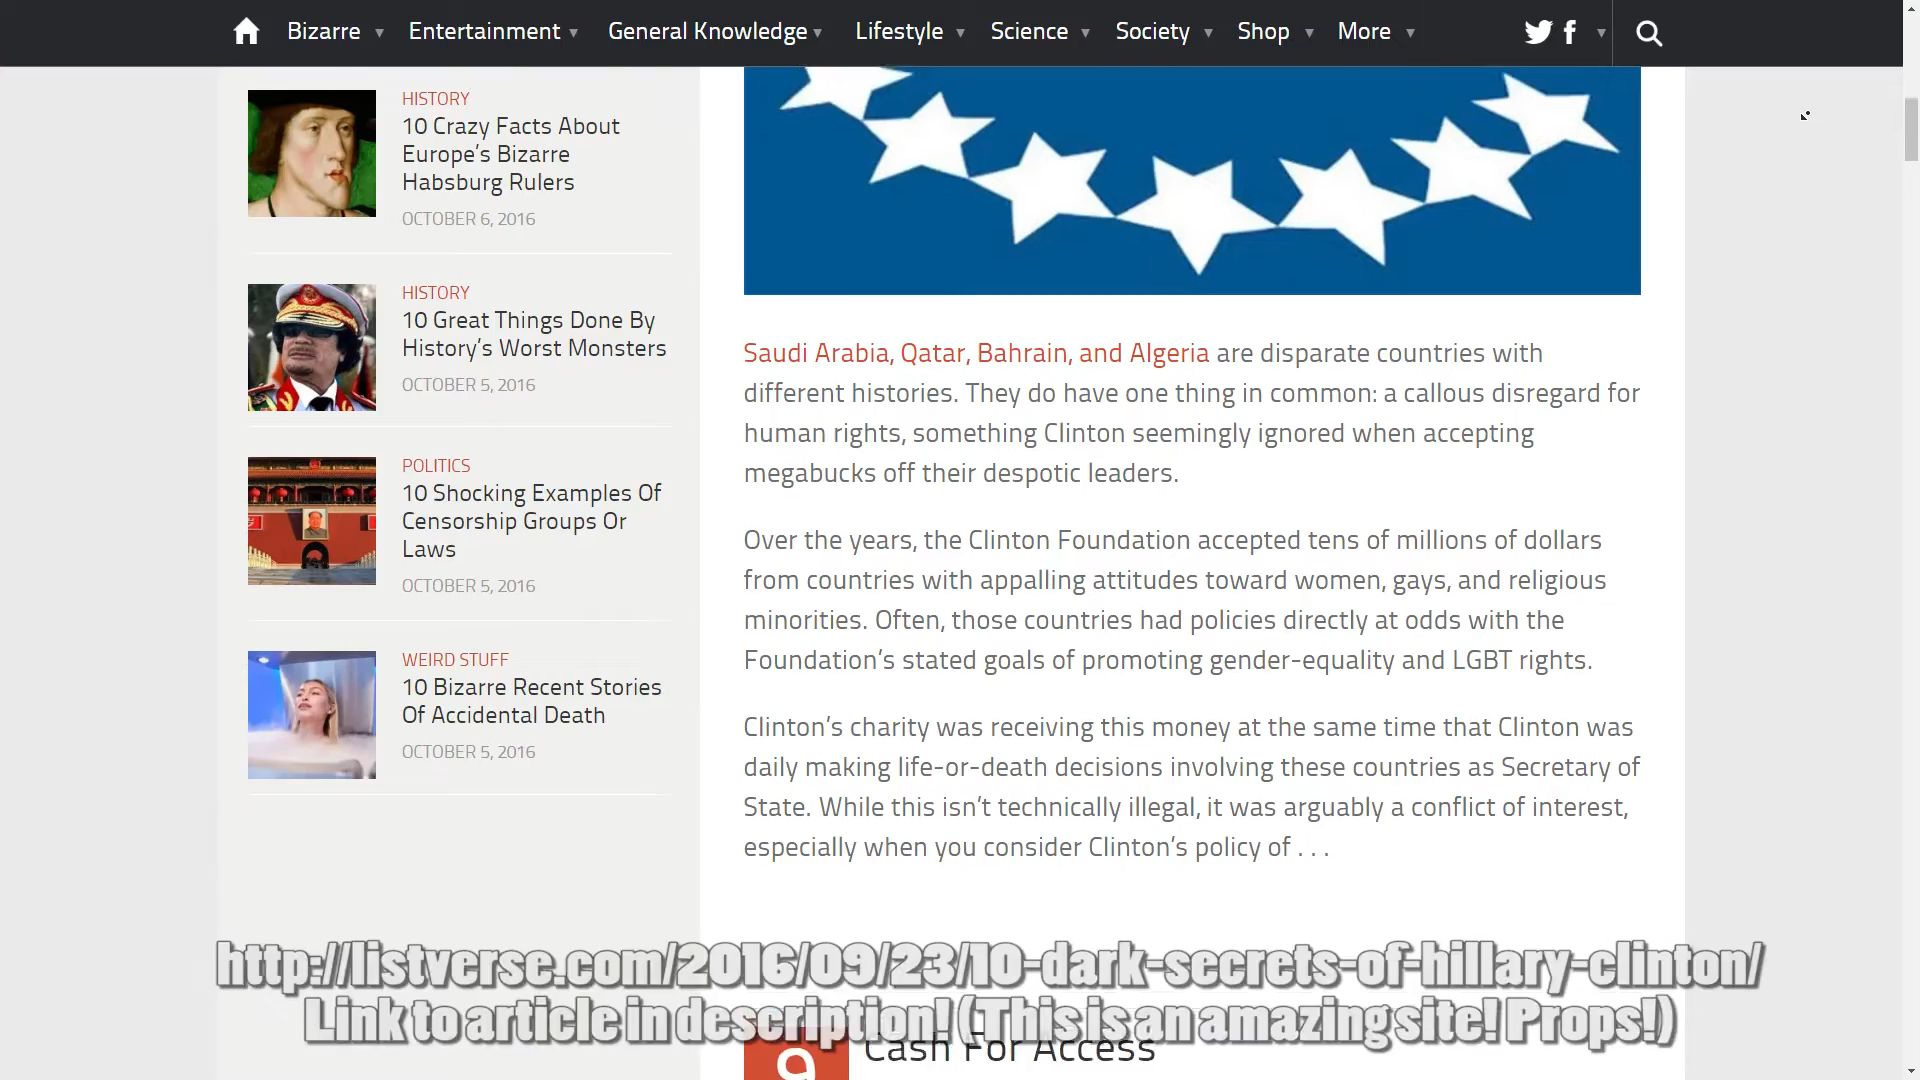 Bizarre Entertainment General Knowledge Lifestyle Science Society Shop More
HISTORY
10 Crazy Facts About
Europe's Bizarre
Habsburg Rulers
OCTOBER 6, 2016
HISTORY
10 Great Things Done By
History's Worst Monsters
OCTOBER 5, 2016
POLITICS
10 Shocking Examples Of
Censorship Groups Or
Laws
OCTOBER 5, 2016
WEIRD STUFF
10 Bizarre Recent Stories
Of Accidental Death
OCTOBER 5, 2016
Saudi Arabia, Qatar, Bahrain, and Algeria are disparate countries with
different histories. They do have one thing in common: a callous disregard for
human rights, something Clinton seemingly ignored when accepting
megabucks off their despotic leaders.
Over the years, the Clinton Foundation accepted tens of millions of dollars
from countries with appalling attitudes toward women, gays, and religious
minorities. Often, those countries had policies directly at odds with the
Foundation's stated goals of promoting gender-equality and LGBT rights.
Clinton's charity was receiving this money at the same time that Clinton was
daily making life-or-death decisions involving these countries as Secretary of
State. While this isn't technically illegal, it was arguably a conflict of interest,
especially when you consider Clinton's policy of . . .
http://listverse.com/2016/09/23/10-dark-secrets-of-hillary-clinton/
Link to article in description! (This is an amazing site! Props!)
9 Cash For Access